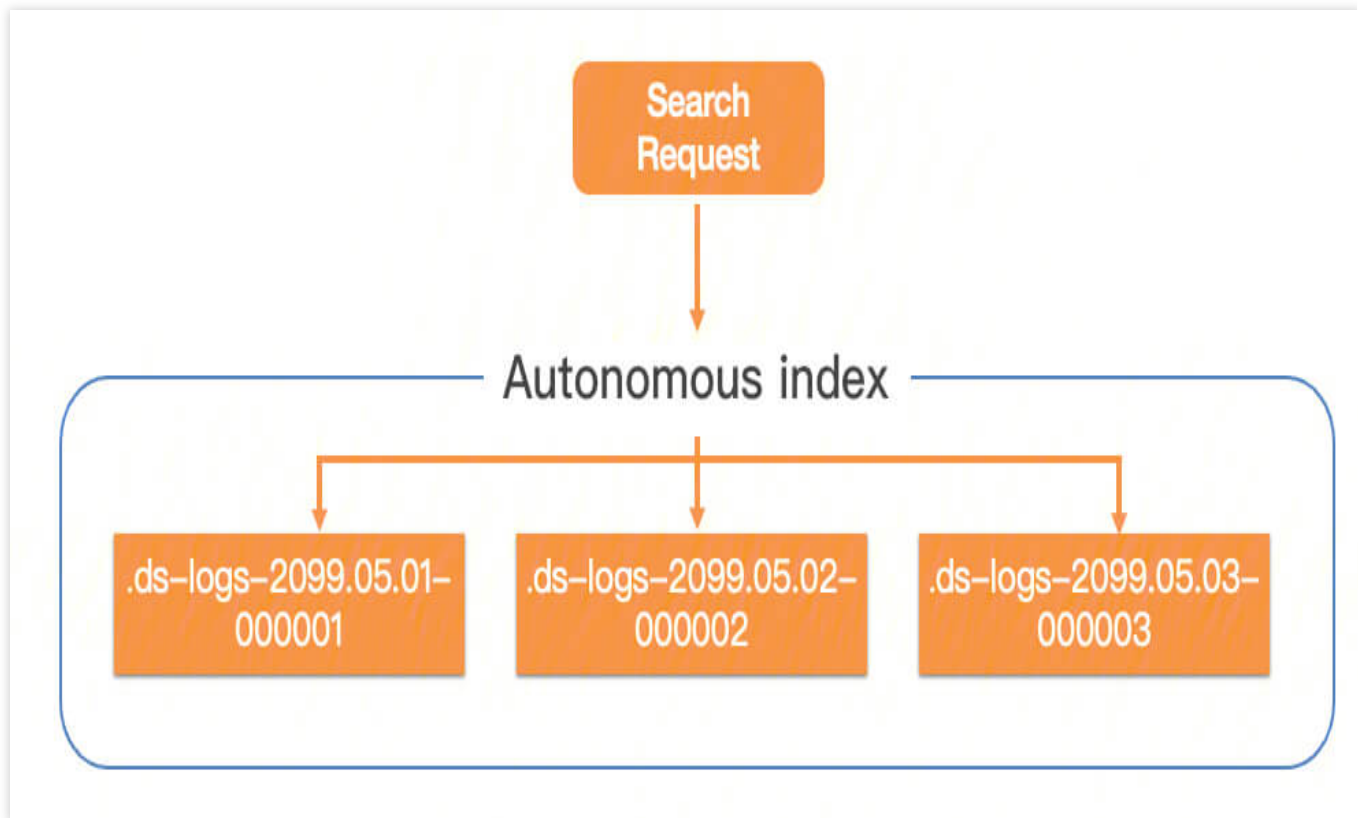 Search
Request
Autonomous index
.ds-logs-2099.05.01-
000001
.ds-logs-2099.05.02-
000002
.ds-logs-2099.05.03-
000003